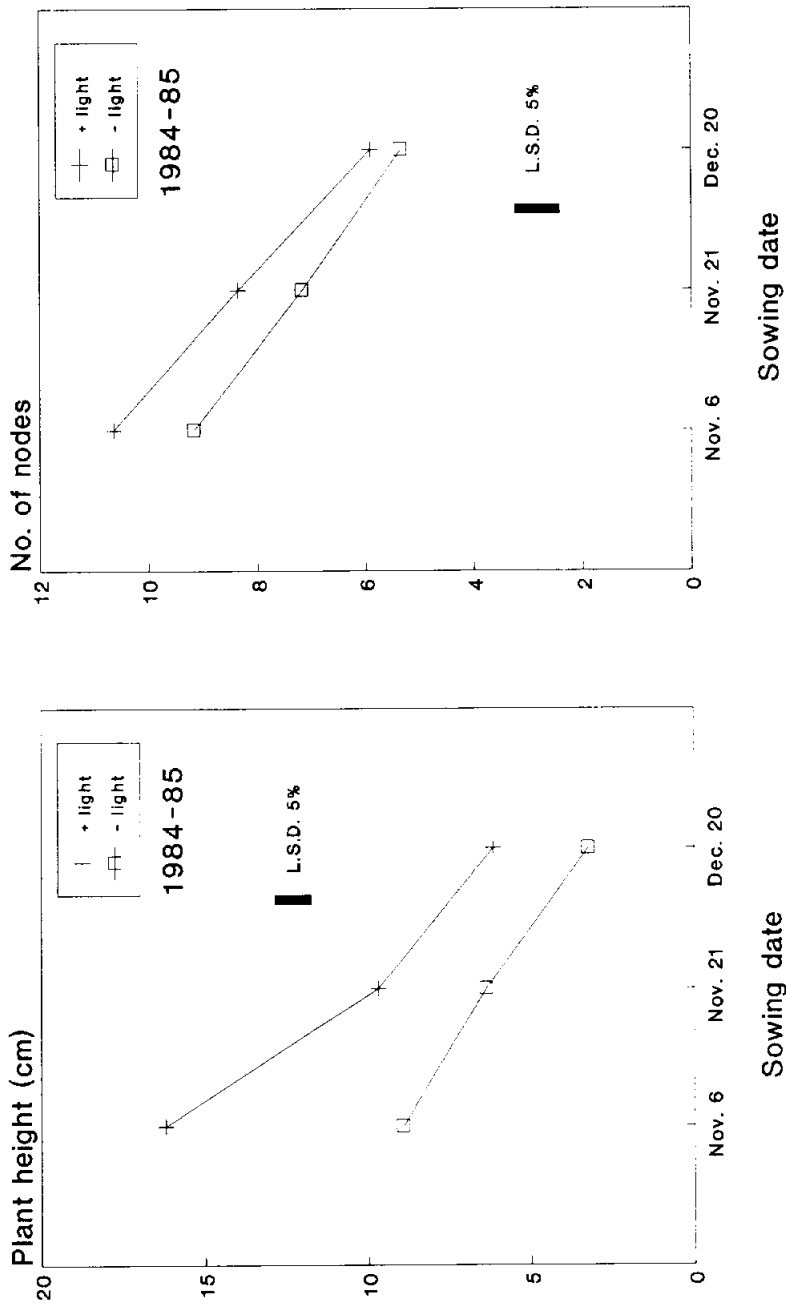 Plant height (cm)
+ light
- light
1984-85
L.S.D. 5%
20
15
10
5
0
Nov. 6
Nov. 21
Dec. 20
Sowing date
No. of nodes
+ light
- light
1984-85
L.S.D. 5%
12
10
8
6
4
2
0
Nov. 6
Nov. 21
Dec. 20
Sowing date